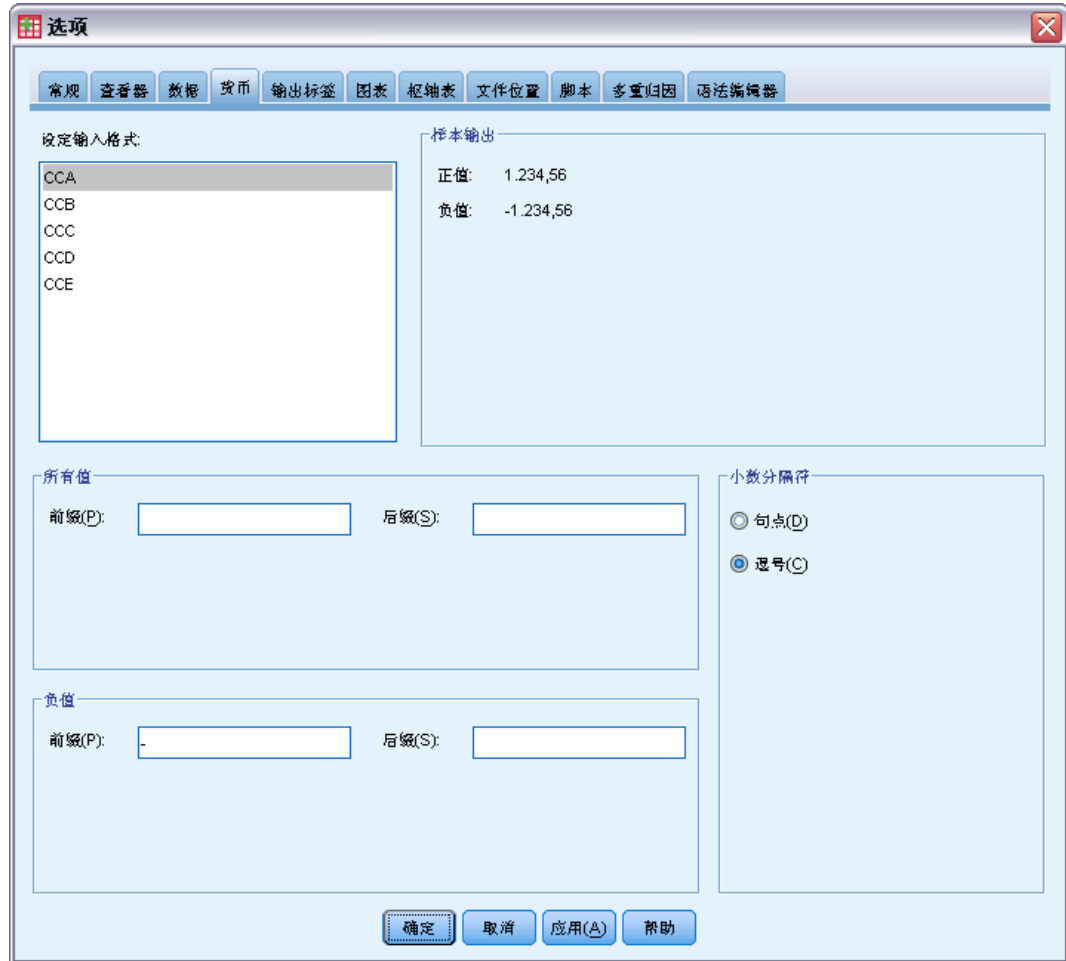 选项
常规 查看器 数据 货币 输出标签 图表 枢轴表 文件位置 脚本 多重归因 语法编辑器
设定输入格式:
CCA
CCB
CCC
CCD
CCE
样本输出
正值: 1.234,56
负值: -1.234,56
所有值
前缀(P): 后缀(S):
小数分隔符
句点(D)
逗号(C)
负值
前缀(P): - 后缀(S):
确定 取消 应用(A) 帮助